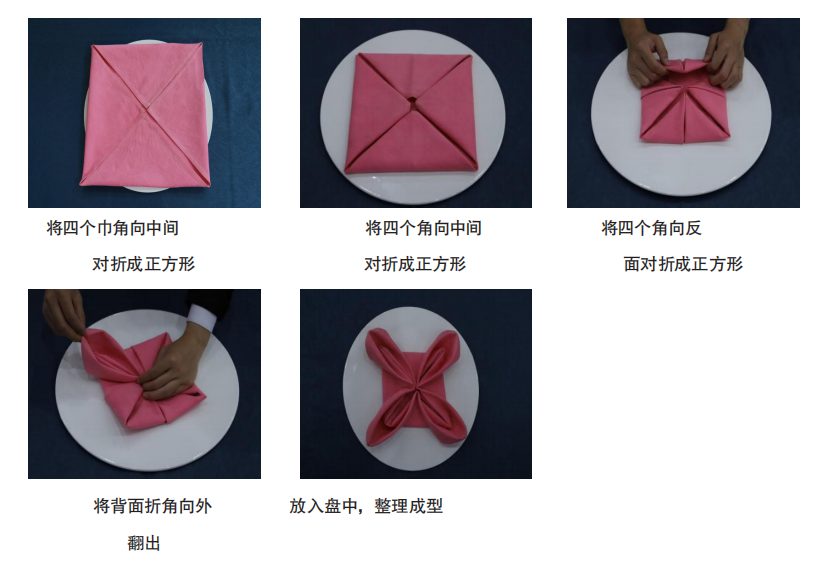 将四个巾角向中间
对折成正方形
将四个角向中间
对折成正方形
将四个角向反
面对折成正方形
将背面折角向外
翻出
放入盘中，整理成型